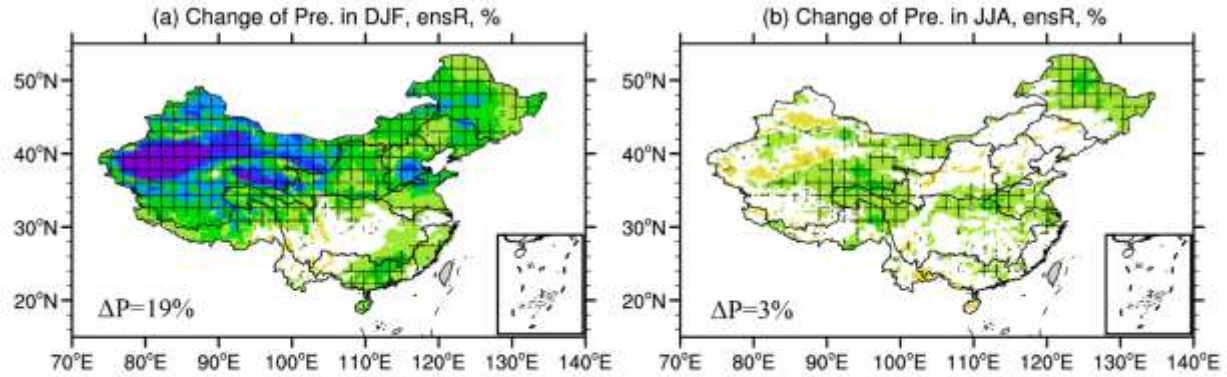 (a) Change of Pre. in DJF, ensR, %
50°N
40°N
30°N
20°N
ΔP=19%
70°E 80°E 90°E 100°E 110°E 120°E 130°E 140°E
(b) Change of Pre. in JJA, ensR, %
50°N
40°N
30°N
20°N
ΔP=3%
70°E 80°E 90°E 100°E 110°E 120°E 130°E 140°E